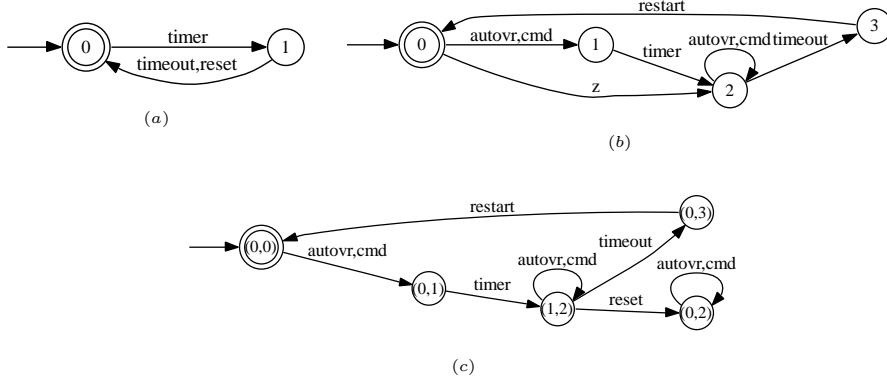 0
timer
1
timeout,reset
(a)
restart
0
autovr,cmd
1
timer
autovr,cmd
timeout
3
2
z
(b)
restart
(0,0)
(0,3)
autovr,cmd
timeout
autovr,cmd
autovr,cmd
(0,1)
timer
(1,2)
reset
(0,2)
(c)